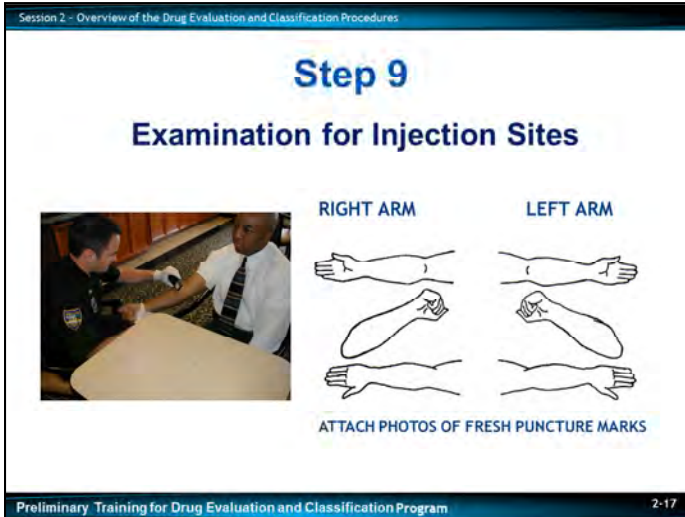 Session 2 - Overview of the Drug Evaluation and Classification Procedures
Step 9
Examination for Injection Sites
RIGHT ARM LEFT ARM
ATTACH PHOTOS OF FRESH PUNCTURE MARKS
Preliminary Training for Drug Evaluation and Classification Program 2-17